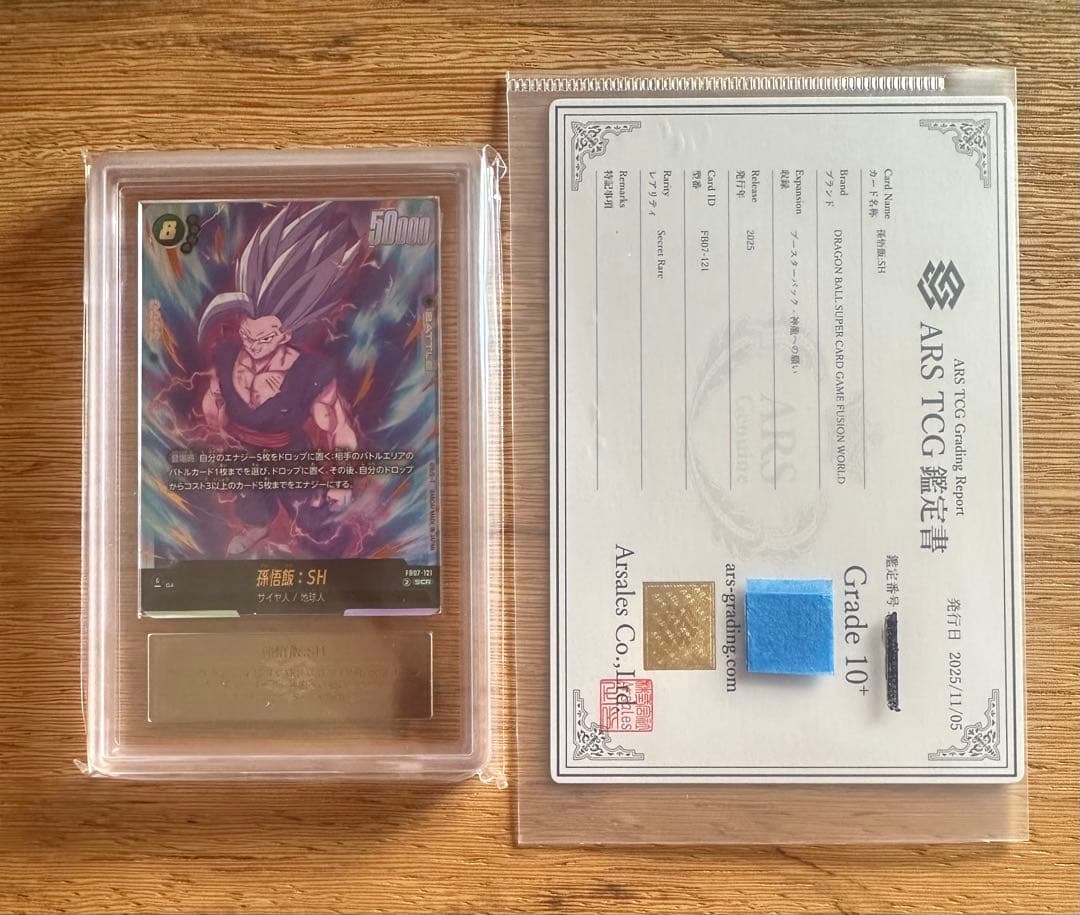 8
50000
BATTLE
登場時 自分のエナジー5枚をドロップに置く:相手のバトルエリアの
バトルカード1枚までを選び、ドロップに置く。その後、自分のドロップ
からコスト3以上のカード5枚までをエナジーにする。
FB07-121
孫悟飯:SH
SCR
サイヤ人 / 地球人
ARS TCG Grading Report
ARS TCG 鑑定書
Card Name
カード名称
孫悟飯:SH
Brand
ブランド
DRAGON BALL SUPER CARD GAME FUSION WORLD
Expansion
収録
ブースターパック - 神龍への願い
Release
発行年
2025
Card ID
型番
FB07-121
Rarity
レアリティ
Secret Rare
Remarks
特記事項
ARS
Genuine
発行日 2025/11/05
鑑定番号
Grade 10+
ars-grading.com
Arsales Co.,Ltd.